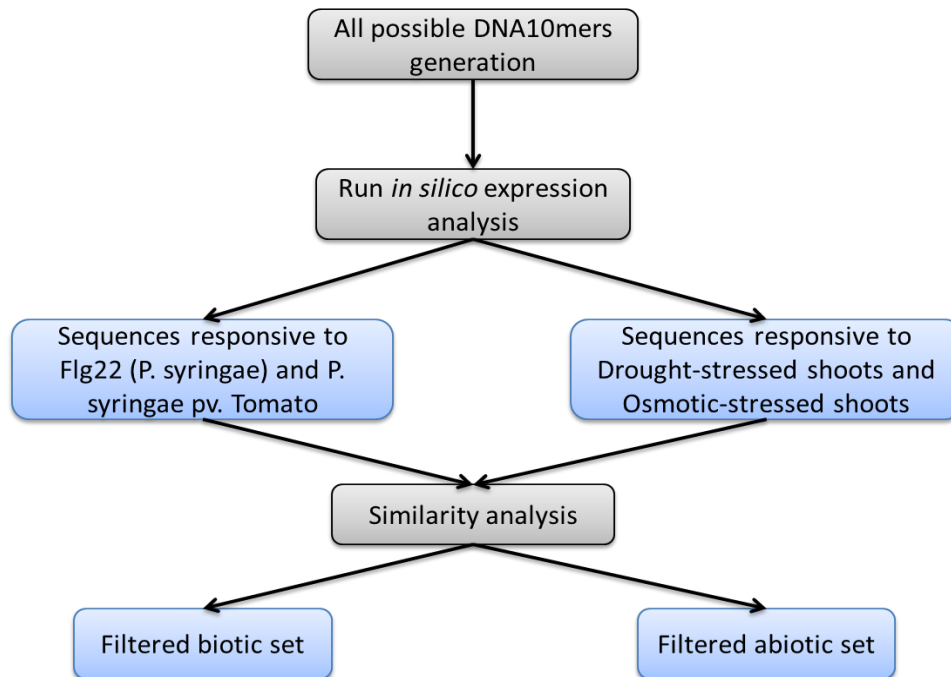 All possible DNA10mers
generation
Run in silico expression
analysis
Sequences responsive to
Flg22 (P. syringae) and P.
syringae pv. Tomato
Sequences responsive to
Drought-stressed shoots and
Osmotic-stressed shoots
Similarity analysis
Filtered biotic set
Filtered abiotic set